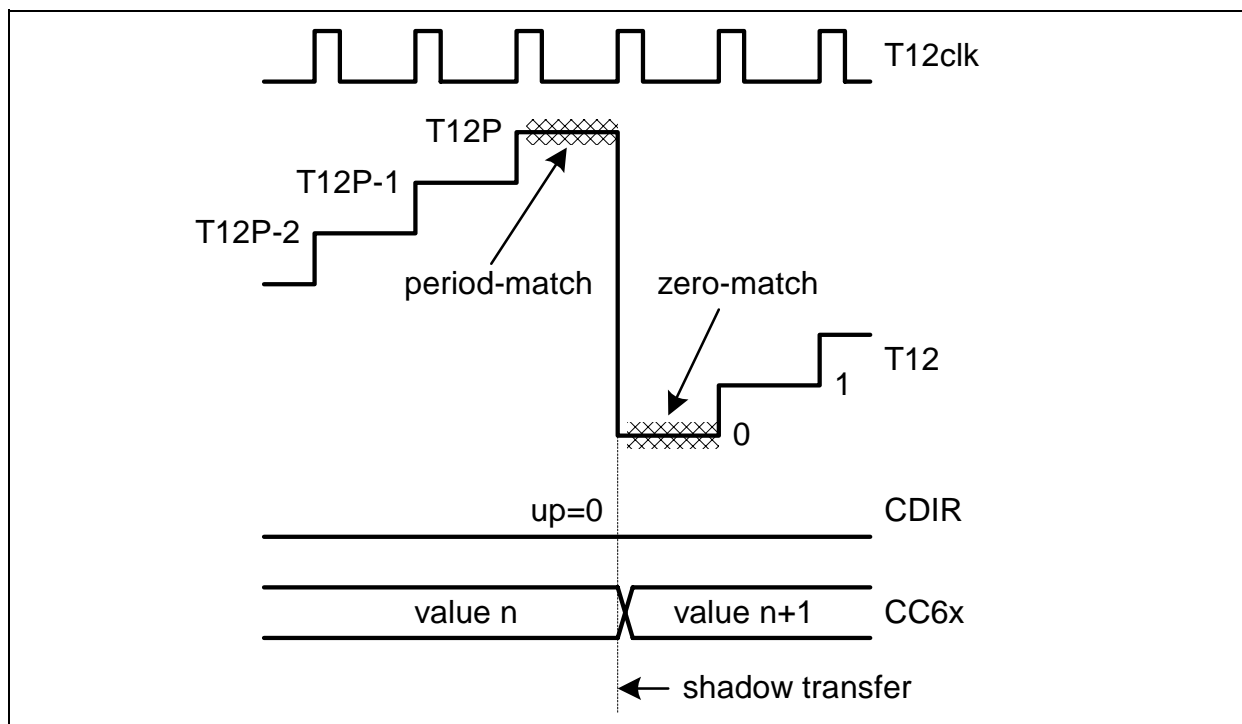 T12clk
T12P
T12P-1
T12P-2
period-match
zero-match
T12
1
0
up=0
CDIR
value n
value n+1
CC6x
shadow transfer